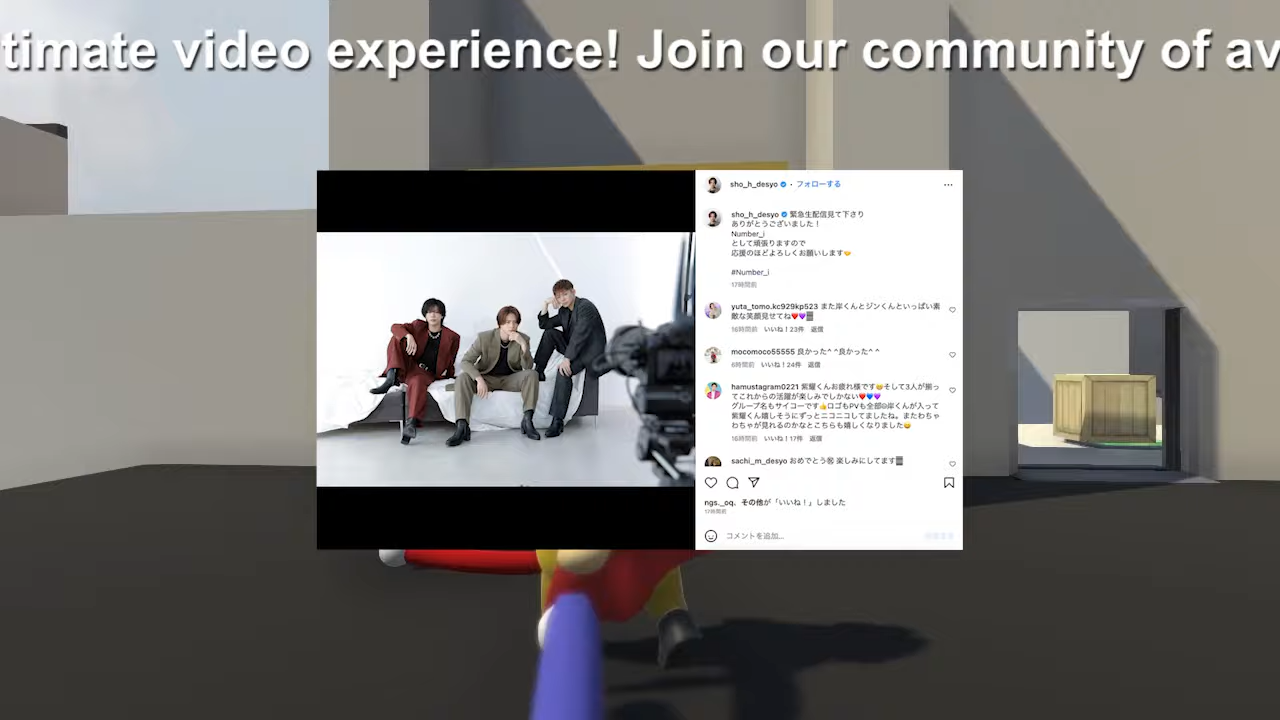 timate video experience! Join our community of av
sho_h_desyo • フォローする
sho_h_desyo 緊急生配信見て下さり
ありがとうございました！
Number_i
として頑張りますので
応援のほどよろしくお願いします🤝
#Number_i
17時間前
yuta_tomo.kc929kp523 また岸くんとジンくんといっぱい素
敵な笑顔見せてね❤️💜
16時間前 いいね！23件 返信
mocomoco55555 良かった^ ^良かった^ ^
6時間前 いいね！24件 返信
hamustagram0221 紫耀くんお疲れ様です😊そして3人が揃っ
てこれからの活躍が楽しみでしかない❤️💙💜
グループ名もサイコーです👍ロゴもPVも全部◎岸くんが入って
紫耀くん嬉しそうにずっとニコニコしてましたね。またわちゃ
わちゃが見れるのかなとこちらも嬉しくなりました😄
16時間前 いいね！17件 返信
sachi_m_desyo おめでとう㊗ 楽しみにしてます
ngs._oq、その他が「いいね！」しました
17時間前
コメントを追加...